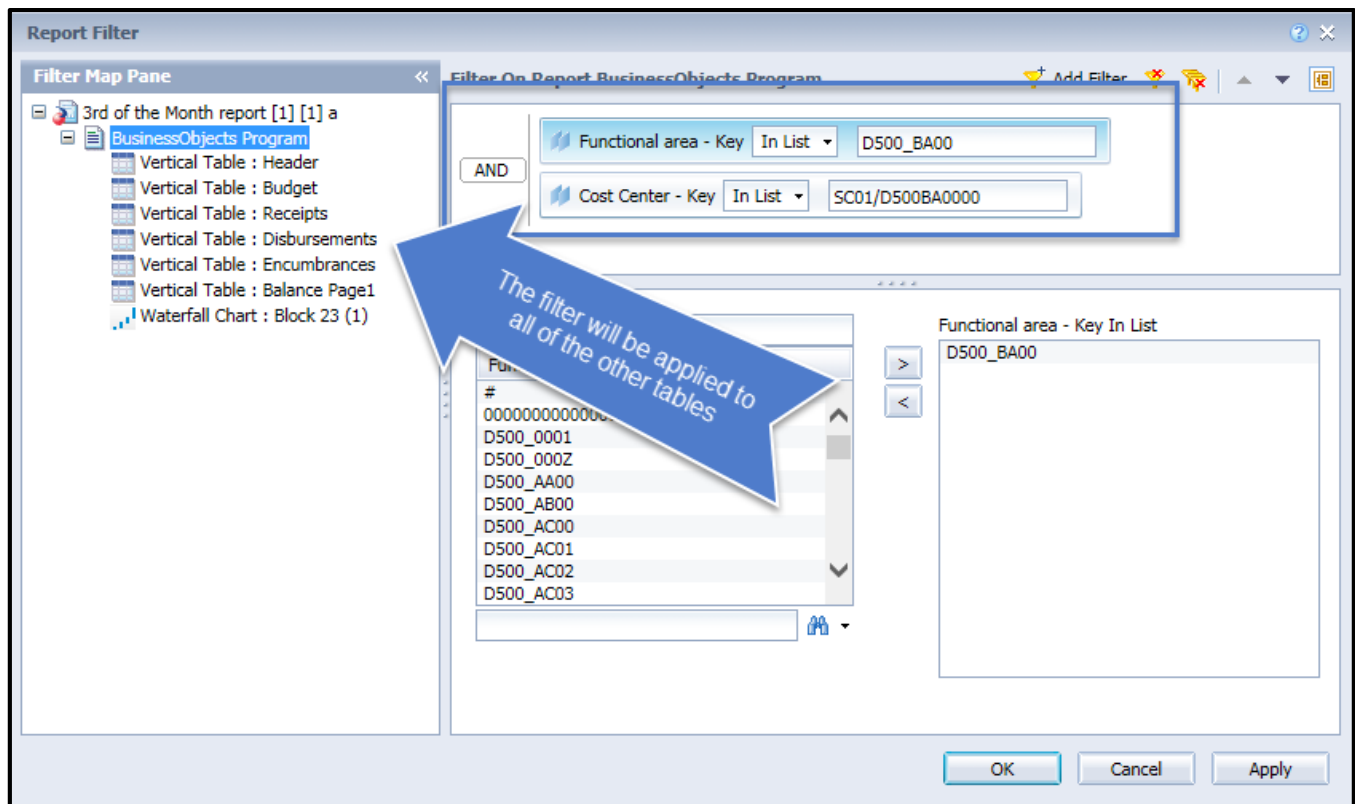 Report Filter
Filter Map Pane
3rd of the Month report [1] [1] a
BusinessObjects Program
Vertical Table : Header
Vertical Table : Budget
Vertical Table : Receipts
Vertical Table : Disbursements
Vertical Table : Encumbrances
Vertical Table : Balance Page1
Waterfall Chart : Block 23 (1)
Filter On Report BusinessObjects Program
Add Filter
AND
Functional area - Key In List D500_BA00
Cost Center - Key In List SC01/D500BA0000
The filter will be applied to
all of the other tables
#
D500_0001
D500_000Z
D500_AA00
D500_AB00
D500_AC00
D500_AC01
D500_AC02
D500_AC03
>
<
Functional area - Key In List
D500_BA00
OK Cancel Apply